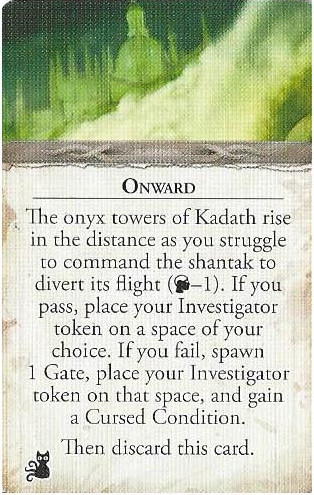 ONWARD
The onyx towers of Kadath rise
in the distance as you struggle
to command the shantak to
divert its flight (–1). If you
pass, place your Investigator
token on a space of your
choice. If you fail, spawn
1 Gate, place your Investigator
token on that space, and gain
a Cursed Condition.
Then discard this card.